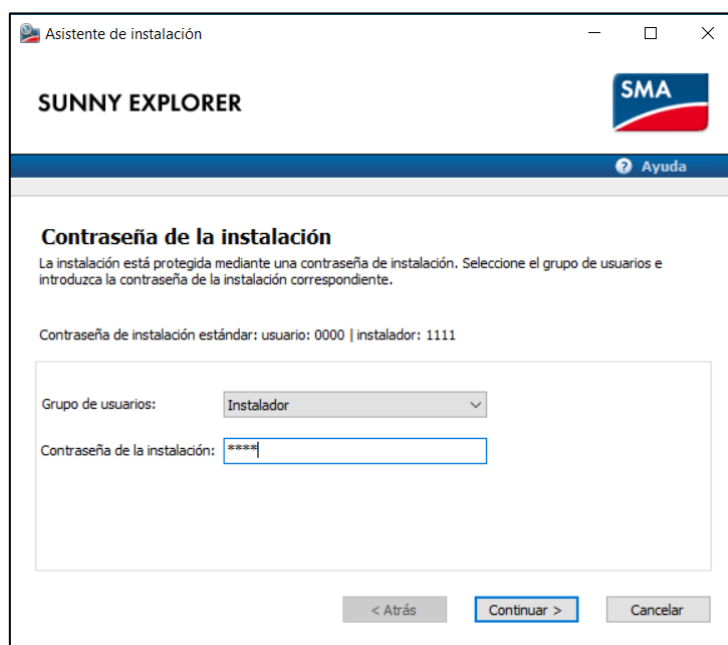 Asistente de instalación
SUNNY EXPLORER
SMA
? Ayuda
Contraseña de la instalación
La instalación está protegida mediante una contraseña de instalación. Seleccione el grupo de usuarios e
introduzca la contraseña de la instalación correspondiente.
Contraseña de instalación estándar: usuario: 0000 | instalador: 1111
Grupo de usuarios: Instalador
Contraseña de la instalación: ****
< Atrás Continuar > Cancelar